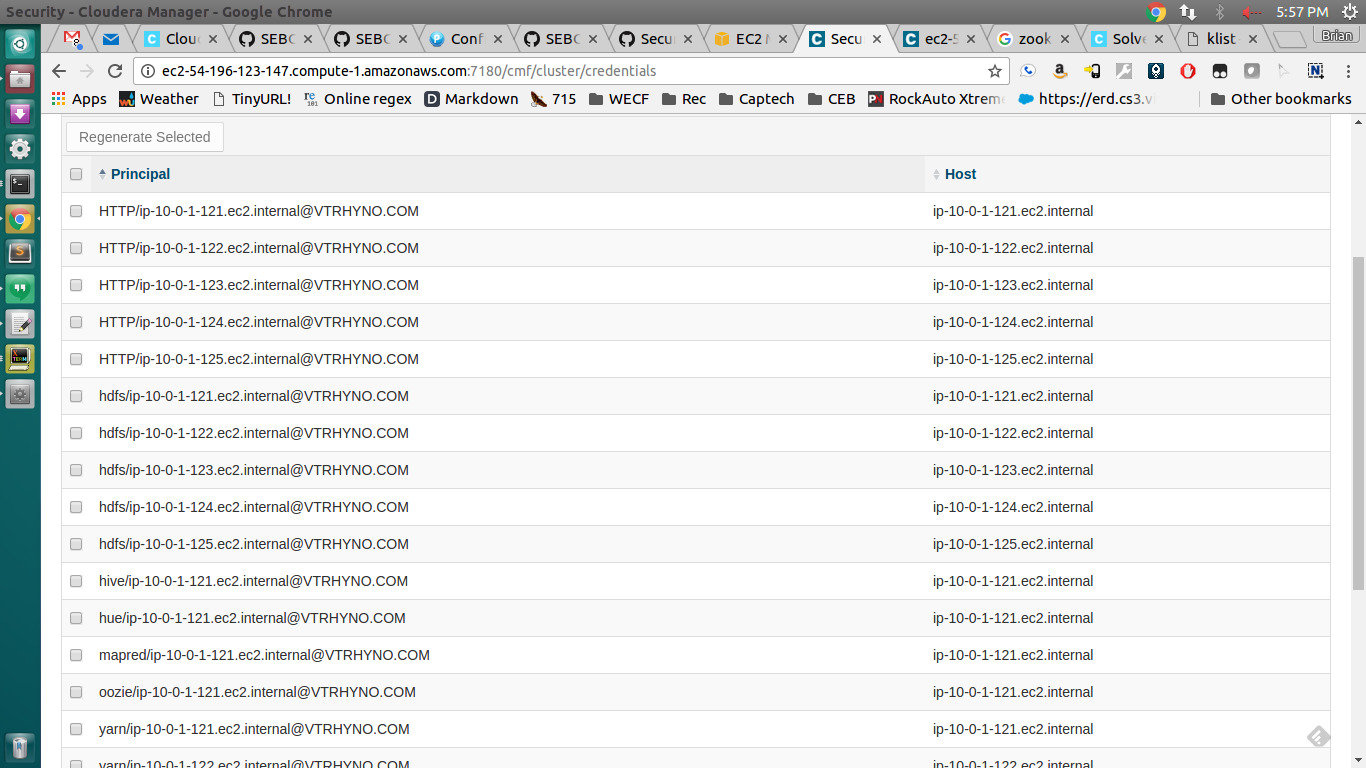 Security - Cloudera Manager - Google Chrome
5:57 PM
Clou
SEBC
SEBC
Conf
SEBC
Secu
EC2 M
Secu
ec2-5
zook
Solve
klist
Brian
ec2-54-196-123-147.compute-1.amazonaws.com:7180/cmf/cluster/credentials
Apps
Weather
TinyURL!
Online regex
Markdown
715
WECF
Rec
Captech
CEB
RockAuto Xtreme
https://erd.cs3.v
Other bookmarks
Regenerate Selected
Principal Host
HTTP/ip-10-0-1-121.ec2.internal@VTRHYNO.COM ip-10-0-1-121.ec2.internal
HTTP/ip-10-0-1-122.ec2.internal@VTRHYNO.COM ip-10-0-1-122.ec2.internal
HTTP/ip-10-0-1-123.ec2.internal@VTRHYNO.COM ip-10-0-1-123.ec2.internal
HTTP/ip-10-0-1-124.ec2.internal@VTRHYNO.COM ip-10-0-1-124.ec2.internal
HTTP/ip-10-0-1-125.ec2.internal@VTRHYNO.COM ip-10-0-1-125.ec2.internal
hdfs/ip-10-0-1-121.ec2.internal@VTRHYNO.COM ip-10-0-1-121.ec2.internal
hdfs/ip-10-0-1-122.ec2.internal@VTRHYNO.COM ip-10-0-1-122.ec2.internal
hdfs/ip-10-0-1-123.ec2.internal@VTRHYNO.COM ip-10-0-1-123.ec2.internal
hdfs/ip-10-0-1-124.ec2.internal@VTRHYNO.COM ip-10-0-1-124.ec2.internal
hdfs/ip-10-0-1-125.ec2.internal@VTRHYNO.COM ip-10-0-1-125.ec2.internal
hive/ip-10-0-1-121.ec2.internal@VTRHYNO.COM ip-10-0-1-121.ec2.internal
hue/ip-10-0-1-121.ec2.internal@VTRHYNO.COM ip-10-0-1-121.ec2.internal
mapred/ip-10-0-1-121.ec2.internal@VTRHYNO.COM ip-10-0-1-121.ec2.internal
oozie/ip-10-0-1-121.ec2.internal@VTRHYNO.COM ip-10-0-1-121.ec2.internal
yarn/ip-10-0-1-121.ec2.internal@VTRHYNO.COM ip-10-0-1-121.ec2.internal
yarn/ip-10-0-1-122.ec2.internal@VTRHYNO.COM ip-10-0-1-122.ec2.internal